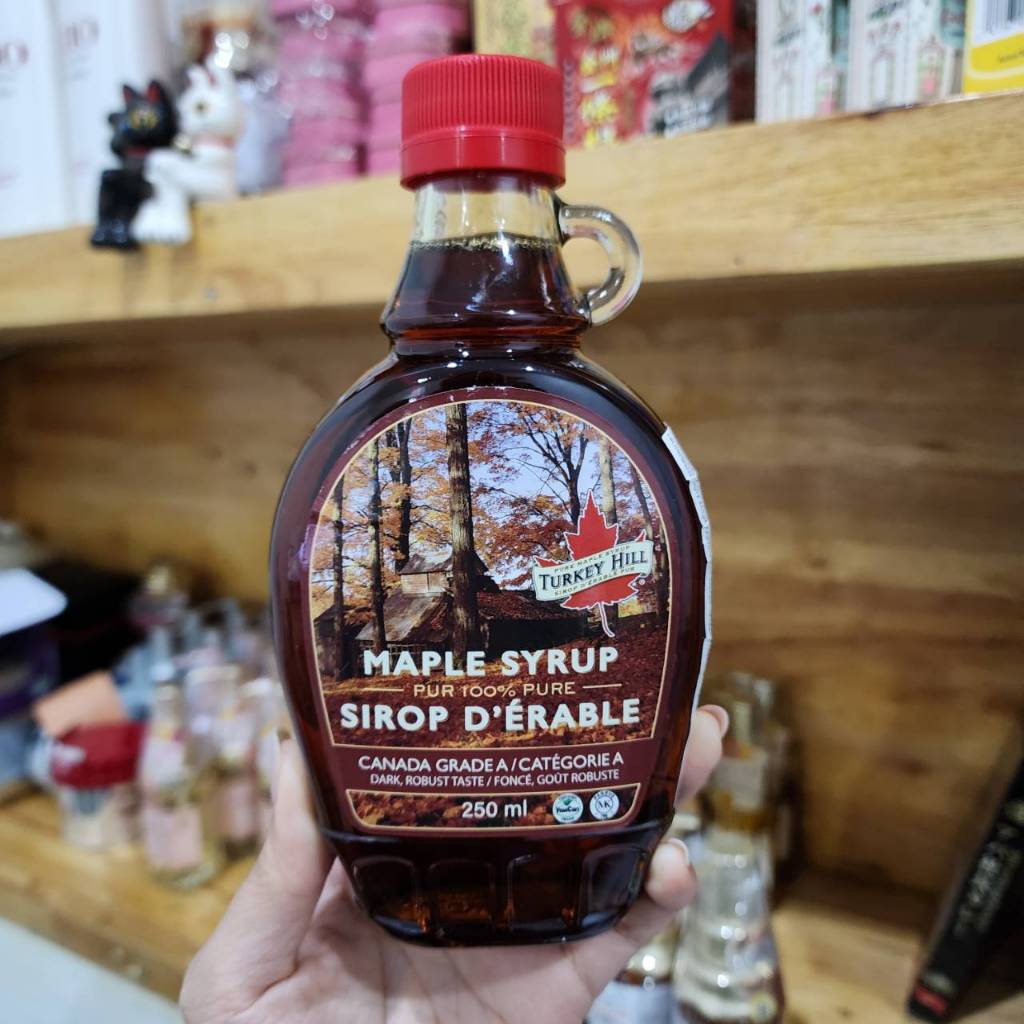 PURE MAPLE SYRUP
TURKEY HILL
SIROP D'ÉRABLE PUR
MAPLE SYRUP
PUR 100% PURE
SIROP D'ÉRABLE
CANADA GRADE A / CATÉGORIE A
DARK, ROBUST TASTE / FONCÉ, GOÛT ROBUSTE
250 ml
MK